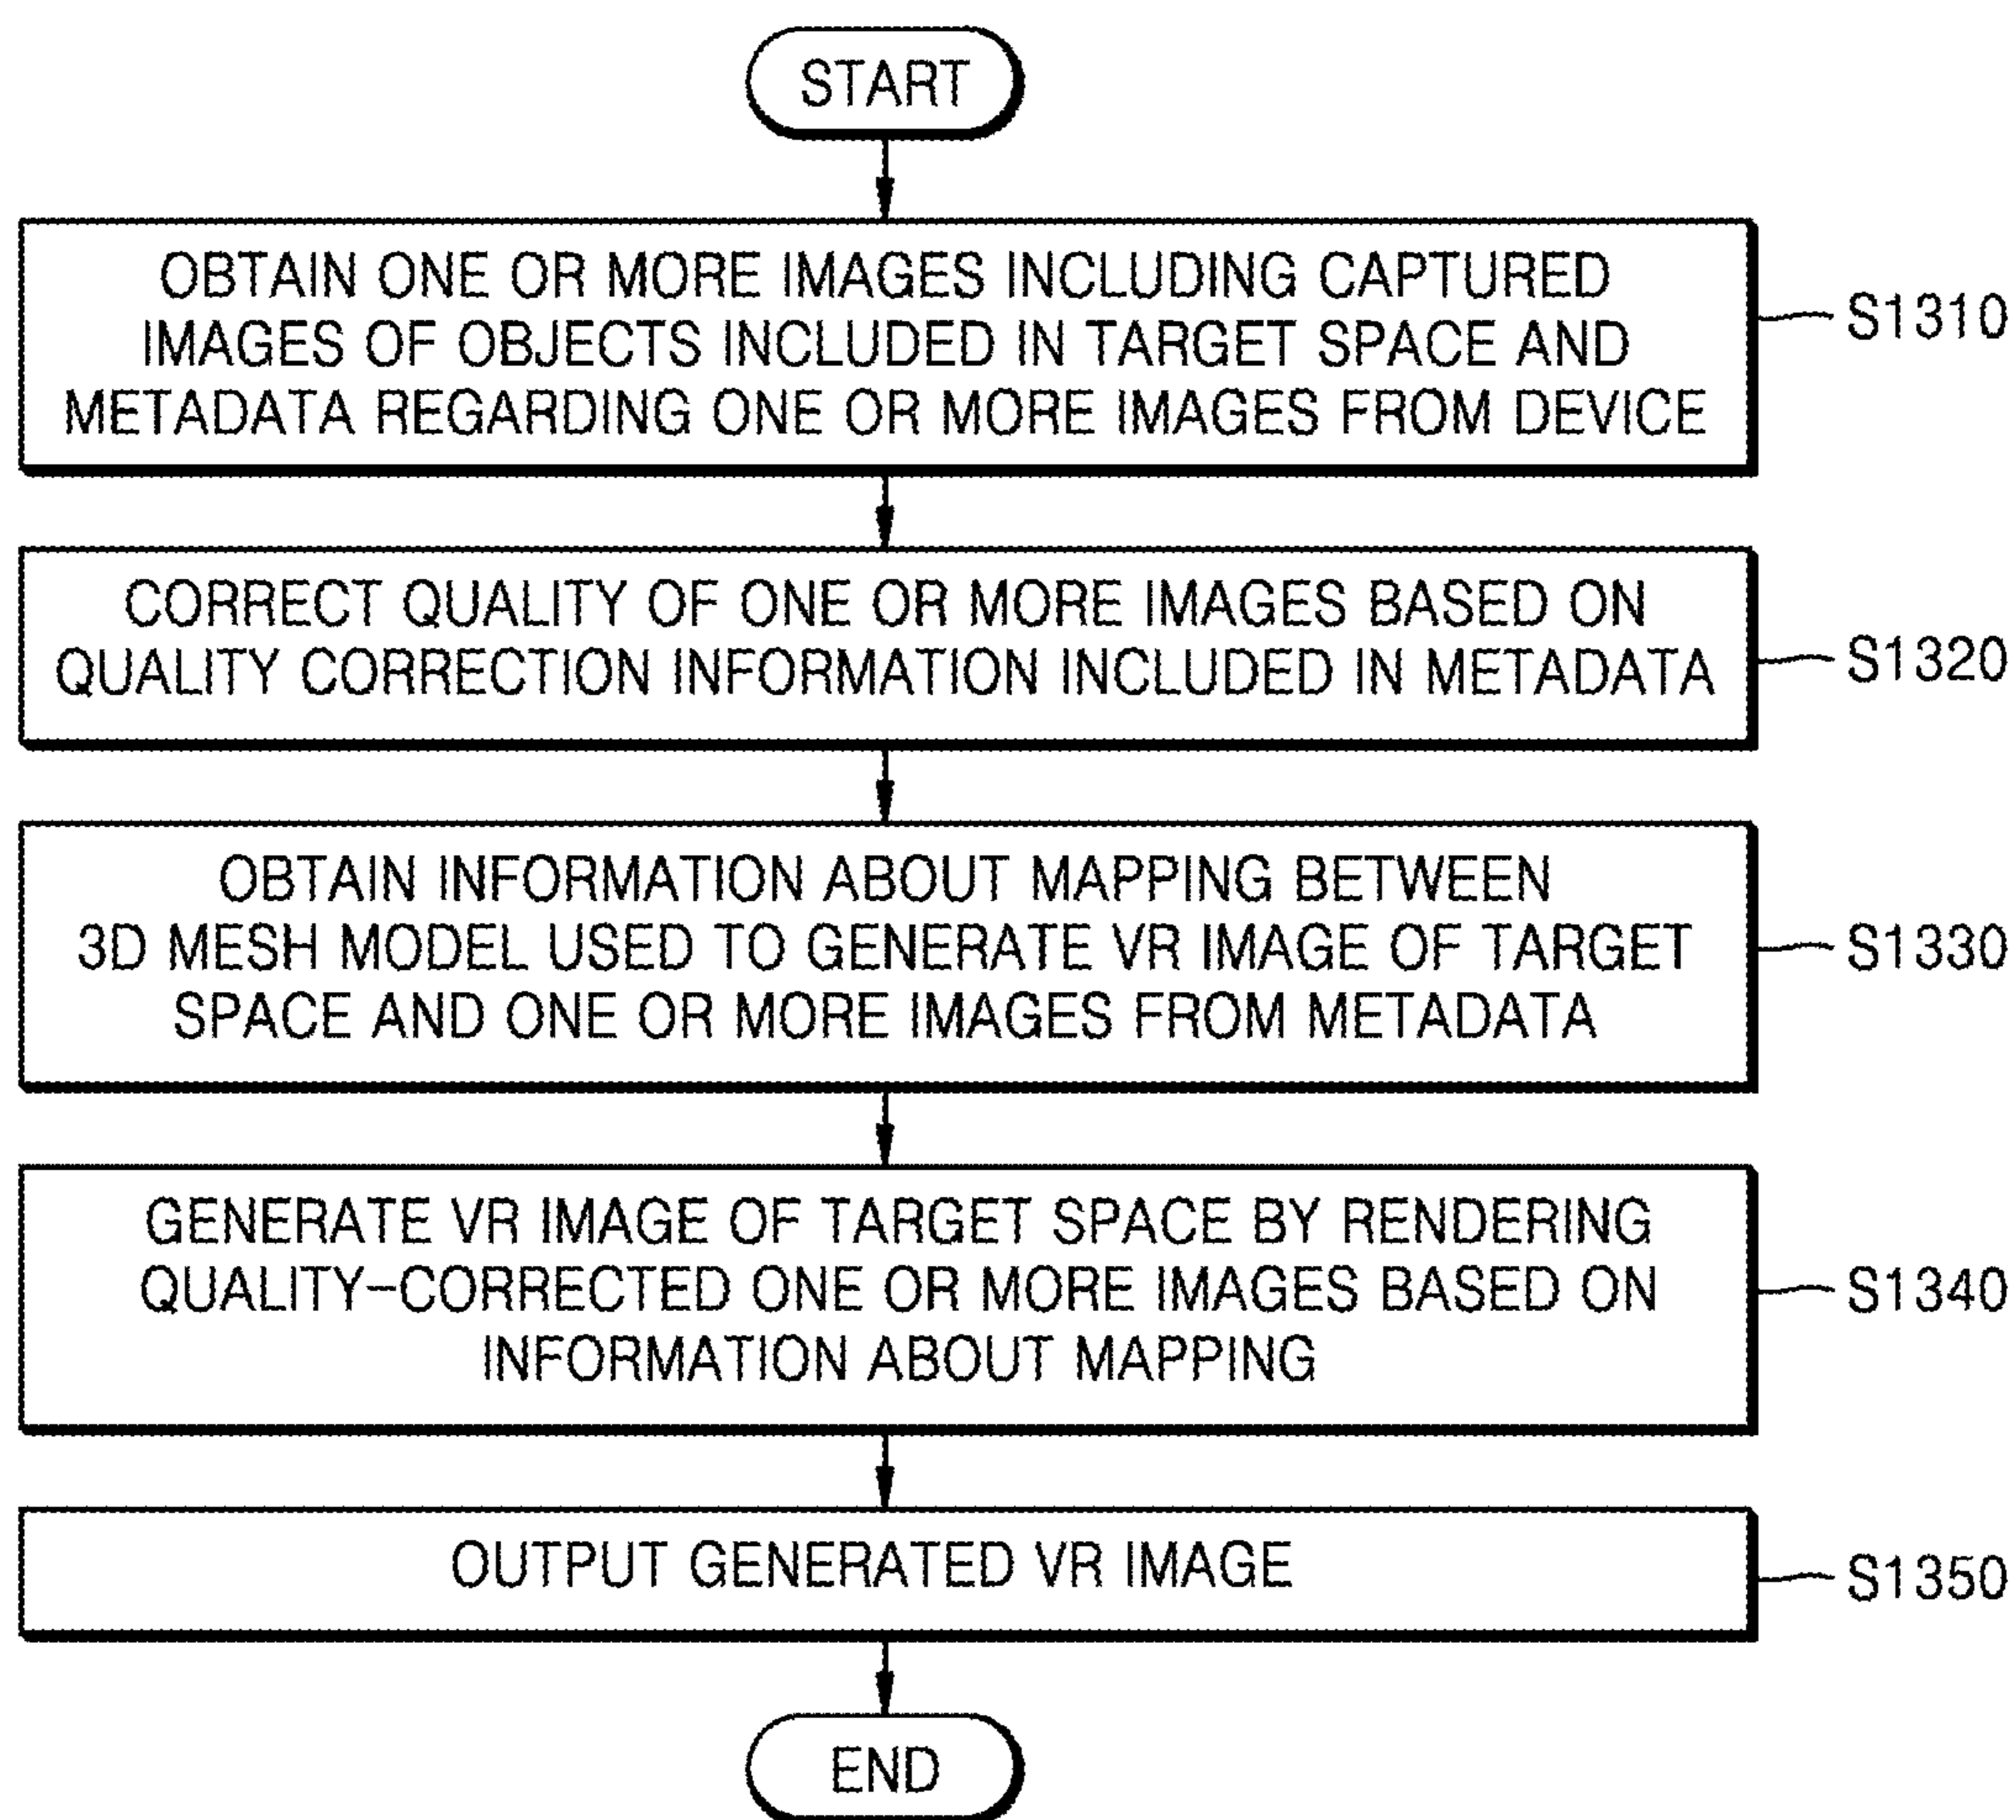 START
OBTAIN ONE OR MORE IMAGES INCLUDING CAPTURED
IMAGES OF OBJECTS INCLUDED IN TARGET SPACE AND
METADATA REGARDING ONE OR MORE IMAGES FROM DEVICE
S1310
CORRECT QUALITY OF ONE OR MORE IMAGES BASED ON
QUALITY CORRECTION INFORMATION INCLUDED IN METADATA
S1320
OBTAIN INFORMATION ABOUT MAPPING BETWEEN
3D MESH MODEL USED TO GENERATE VR IMAGE OF TARGET
SPACE AND ONE OR MORE IMAGES FROM METADATA
S1330
GENERATE VR IMAGE OF TARGET SPACE BY RENDERING
QUALITY-CORRECTED ONE OR MORE IMAGES BASED ON
INFORMATION ABOUT MAPPING
S1340
OUTPUT GENERATED VR IMAGE
S1350
END